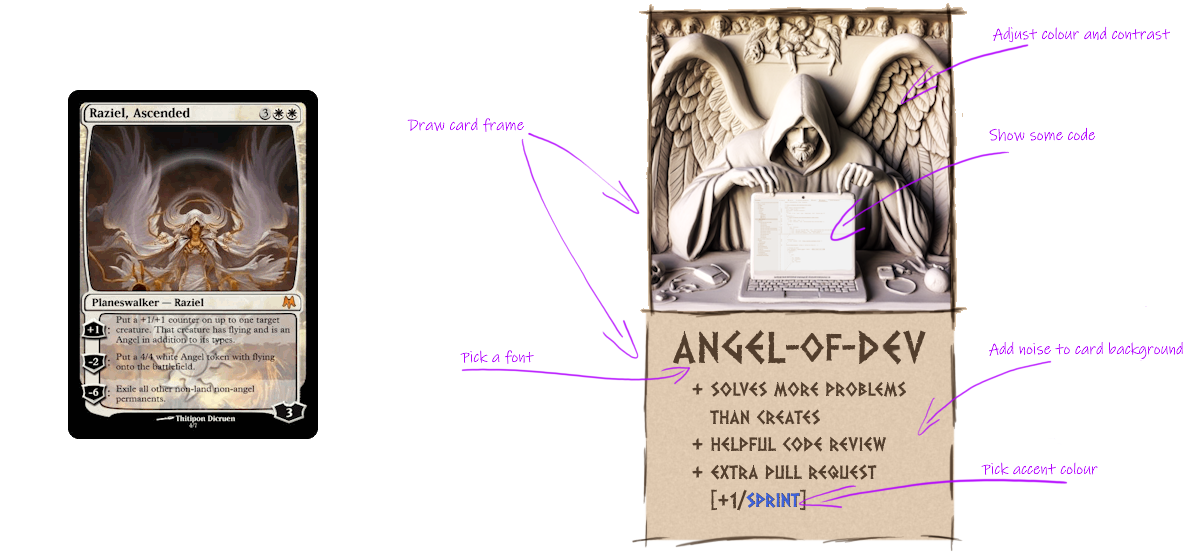 Raziel, Ascended
3
Planeswalker — Raziel
+1: Put a +1/+1 counter on up to one target
creature. That creature has flying and is an
Angel in addition to its types.
-2: Put a 4/4 white Angel token with flying
onto the battlefield.
-6: Exile all other non-land non-angel
permanents.
3
Thitipon Dicruen
4/7
Draw card frame
Pick a font
Adjust colour and contrast
Show some code
ANGEL-OF-DEV
+ SOLVES MORE PROBLEMS
THAN CREATES
+ HELPFUL CODE REVIEW
+ EXTRA PULL REQUEST
[+1/SPRINT]
Add noise to card background
Pick accent colour